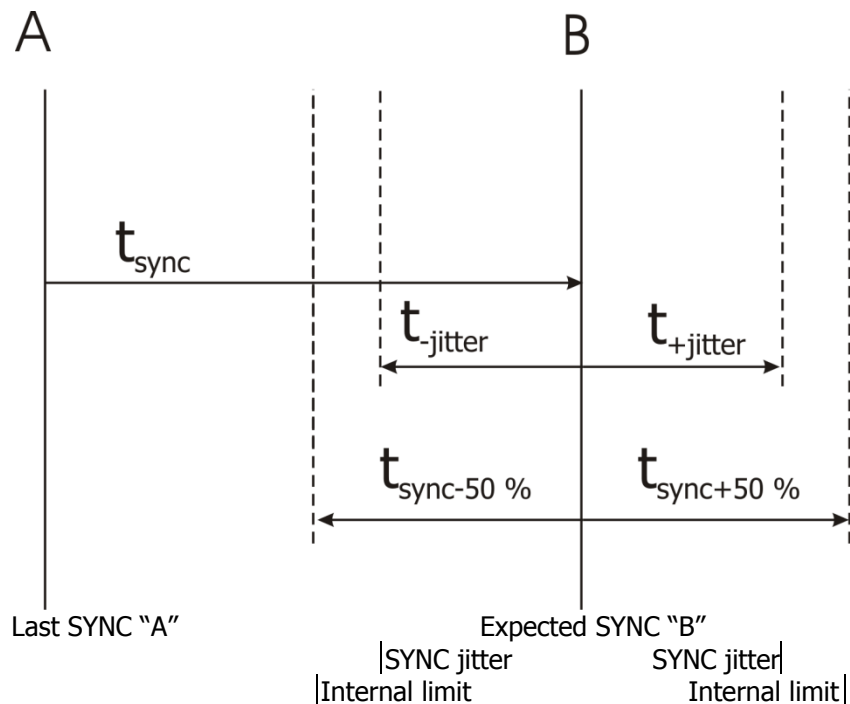 A
B
tsync
t-jitter
t+jitter
tsync-50 %
tsync+50 %
Last SYNC “A”
Expected SYNC “B”
SYNC jitter
SYNC jitter
Internal limit
Internal limit